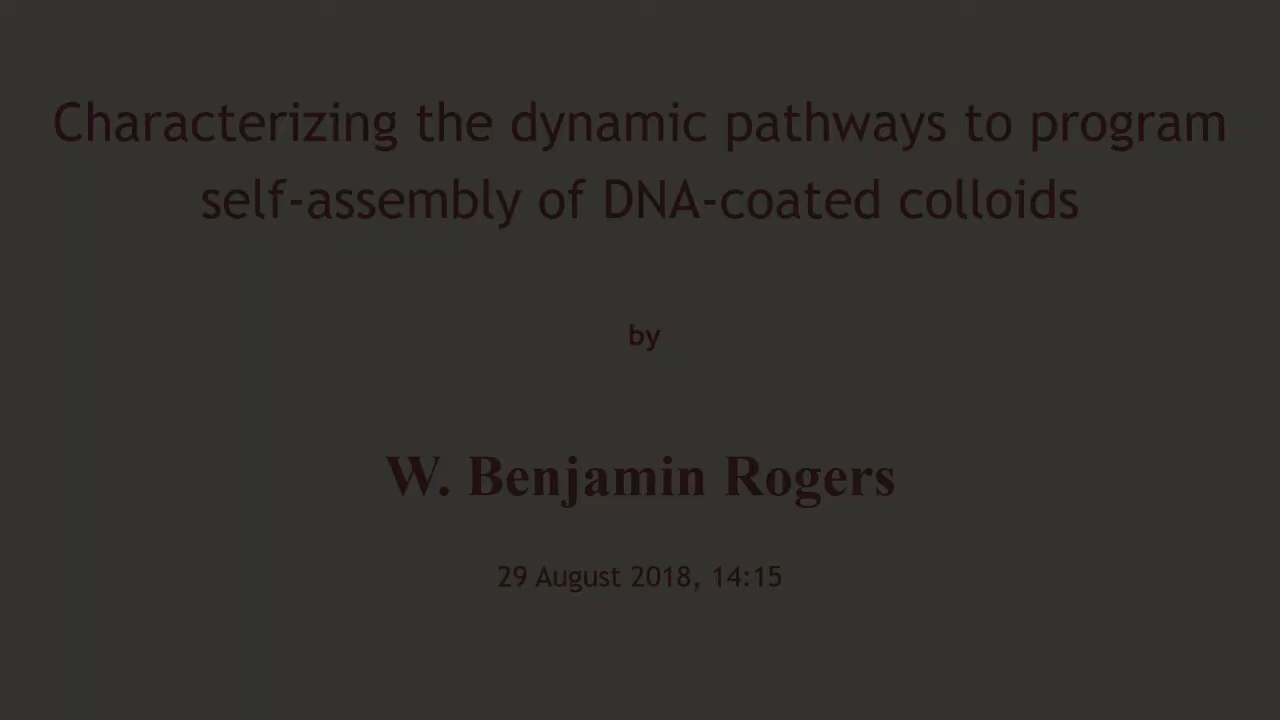 Characterizing the dynamic pathways to program
self-assembly of DNA-coated colloids
by
W. Benjamin Rogers
29 August 2018, 14:15